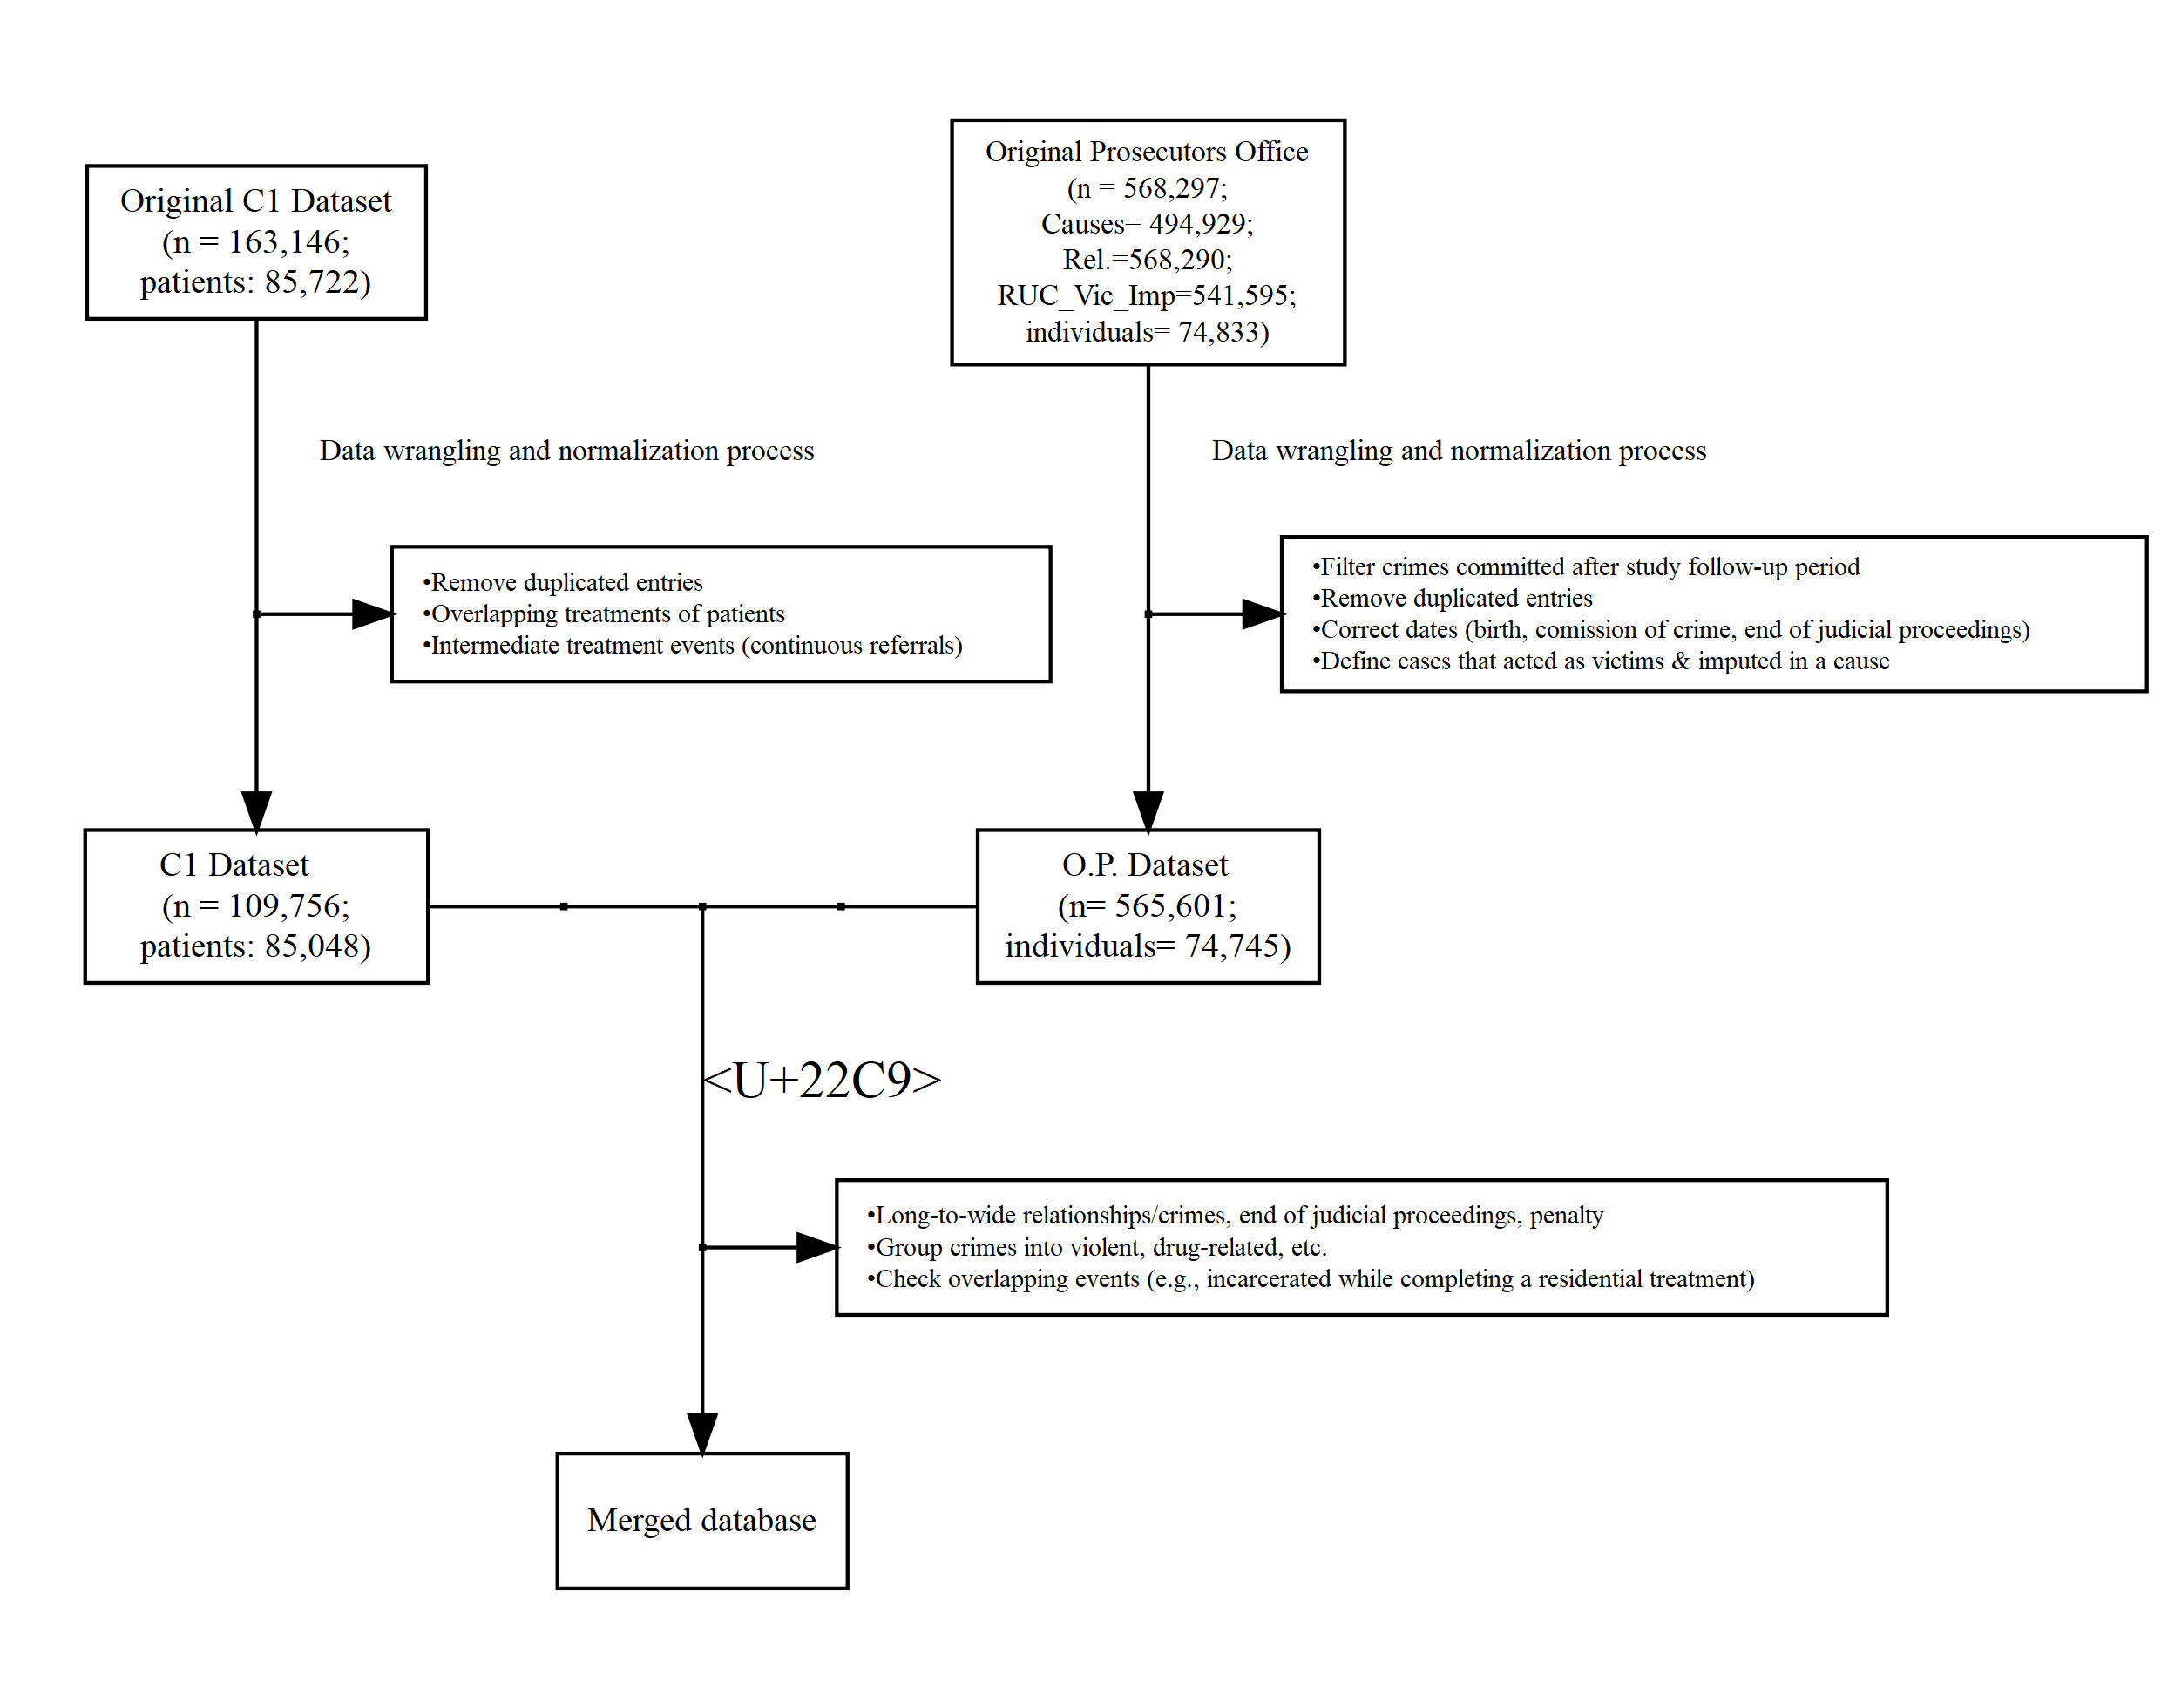 Original C1 Dataset
(n = 163,146;
patients: 85,722)
Original Prosecutors Office
(n = 568,297;
Causes= 494,929;
Rel.=568,290;
RUC_Vic_Imp=541,595;
individuals= 74,833)
Data wrangling and normalization process
Data wrangling and normalization process
•Remove duplicated entries
•Overlapping treatments of patients
•Intermediate treatment events (continuous referrals)
•Filter crimes committed after study follow-up period
•Remove duplicated entries
•Correct dates (birth, comission of crime, end of judicial proceedings)
•Define cases that acted as victims & imputed in a cause
C1 Dataset
(n = 109,756;
patients: 85,048)
O.P. Dataset
(n= 565,601;
individuals= 74,745)
<U+22C9>
•Long-to-wide relationships/crimes, end of judicial proceedings, penalty
•Group crimes into violent, drug-related, etc.
•Check overlapping events (e.g., incarcerated while completing a residential treatment)
Merged database